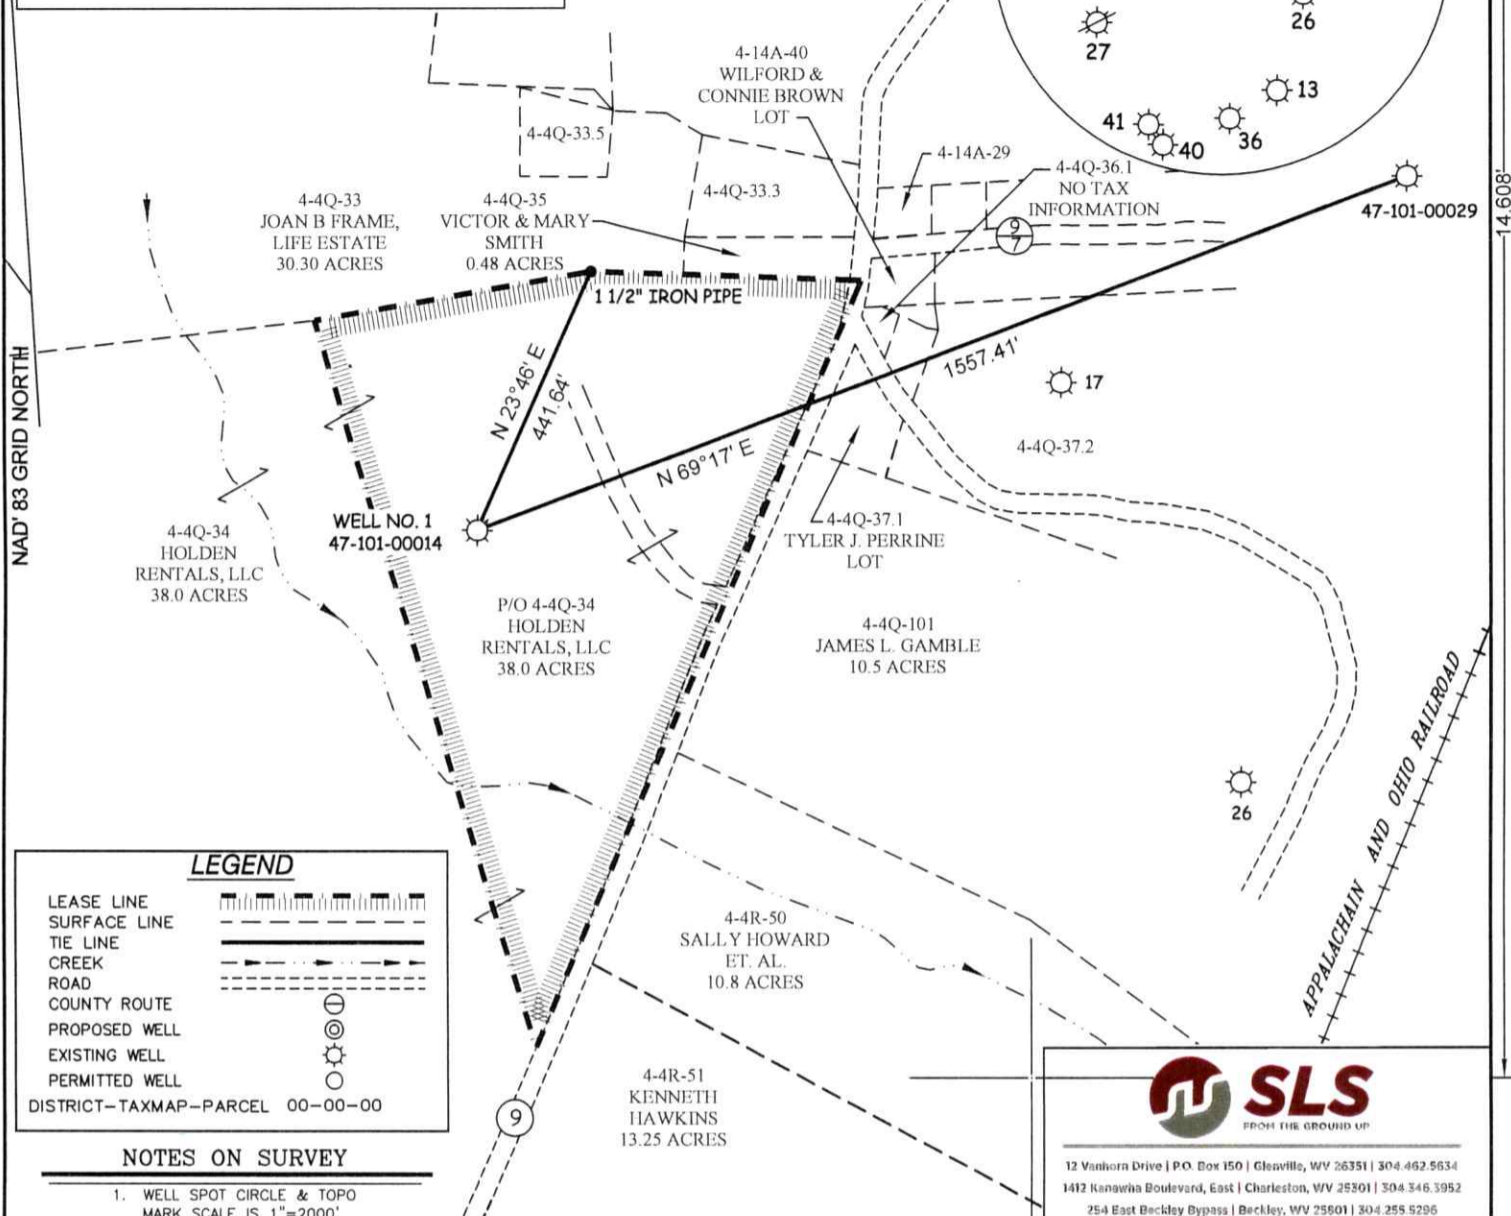 26
27
13
41
40
36
14.608'
4-14A-40
WILFORD &
CONNIE BROWN
LOT
4-4Q-33.5
4-14A-29
4-4Q-36.1
NO TAX
INFORMATION
4-4Q-33.3
4-4Q-33
JOAN B FRAME,
LIFE ESTATE
30.30 ACRES
4-4Q-35
VICTOR & MARY
SMITH
0.48 ACRES
9
7
47-101-00029
1 1/2" IRON PIPE
NAD' 83 GRID NORTH
N 23°46' E
441.64'
1557.41'
N 69°17' E
17
4-4Q-37.2
WELL NO. 1
47-101-00014
4-4Q-34
HOLDEN
RENTALS, LLC
38.0 ACRES
4-4Q-37.1
TYLER J. PERRINE
LOT
P/O 4-4Q-34
HOLDEN
RENTALS, LLC
38.0 ACRES
4-4Q-101
JAMES L. GAMBLE
10.5 ACRES
26
APPALACHAIN AND OHIO RAILROAD
LEGEND
LEASE LINE
SURFACE LINE
TIE LINE
CREEK
ROAD
COUNTY ROUTE
PROPOSED WELL
EXISTING WELL
PERMITTED WELL
DISTRICT-TAXMAP-PARCEL 00-00-00
4-4R-50
SALLY HOWARD
ET. AL.
10.8 ACRES
4-4R-51
KENNETH
HAWKINS
13.25 ACRES
9
NOTES ON SURVEY
1. WELL SPOT CIRCLE & TOPO
MARK SCALE IS 1"=2000'
SLS
FROM THE GROUND UP
12 Vanhorn Drive | P.O. Box 150 | Glenville, WV 26351 | 304.462.5634
1412 Kanawha Boulevard, East | Charleston, WV 25301 | 304.346.3952
254 East Beckley Bypass | Beckley, WV 25801 | 304.255.5296